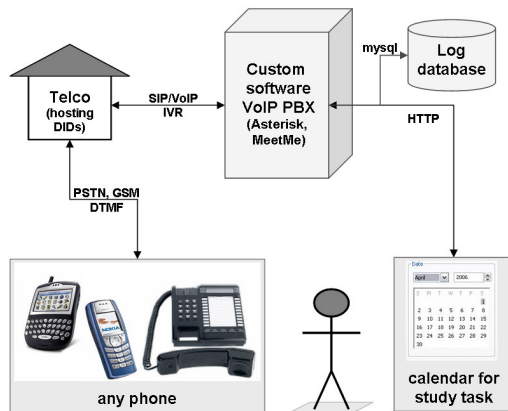 mysql
Log
database
Custom
software
VoIP PBX
(Asterisk,
MeetMe)
Telco
(hosting
DIDs)
SIP/VoIP
IVR
HTTP
PSTN, GSM
DTMF
Date
April 2006
S M T W T F S
1
2 3 4 5 6 7 8
9 10 11 12 13 14 15
16 17 18 19 20 21 22
23 24 25 26 27 28 29
30
NOKIA
any phone
calendar for
study task